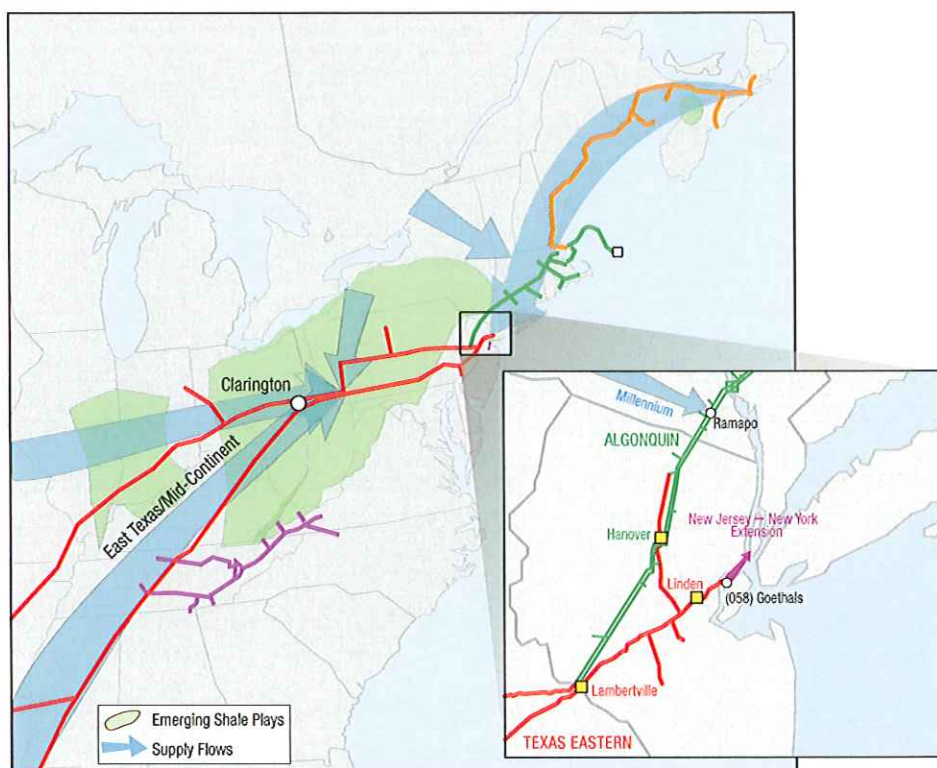 Clarington
East Texas/Mid-Continent
Emerging Shale Plays
Supply Flows
Millennium
Ramapo
ALGONQUIN
New Jersey – New York
Extension
Hanover
Linden
(058) Goethals
Lambertville
TEXAS EASTERN